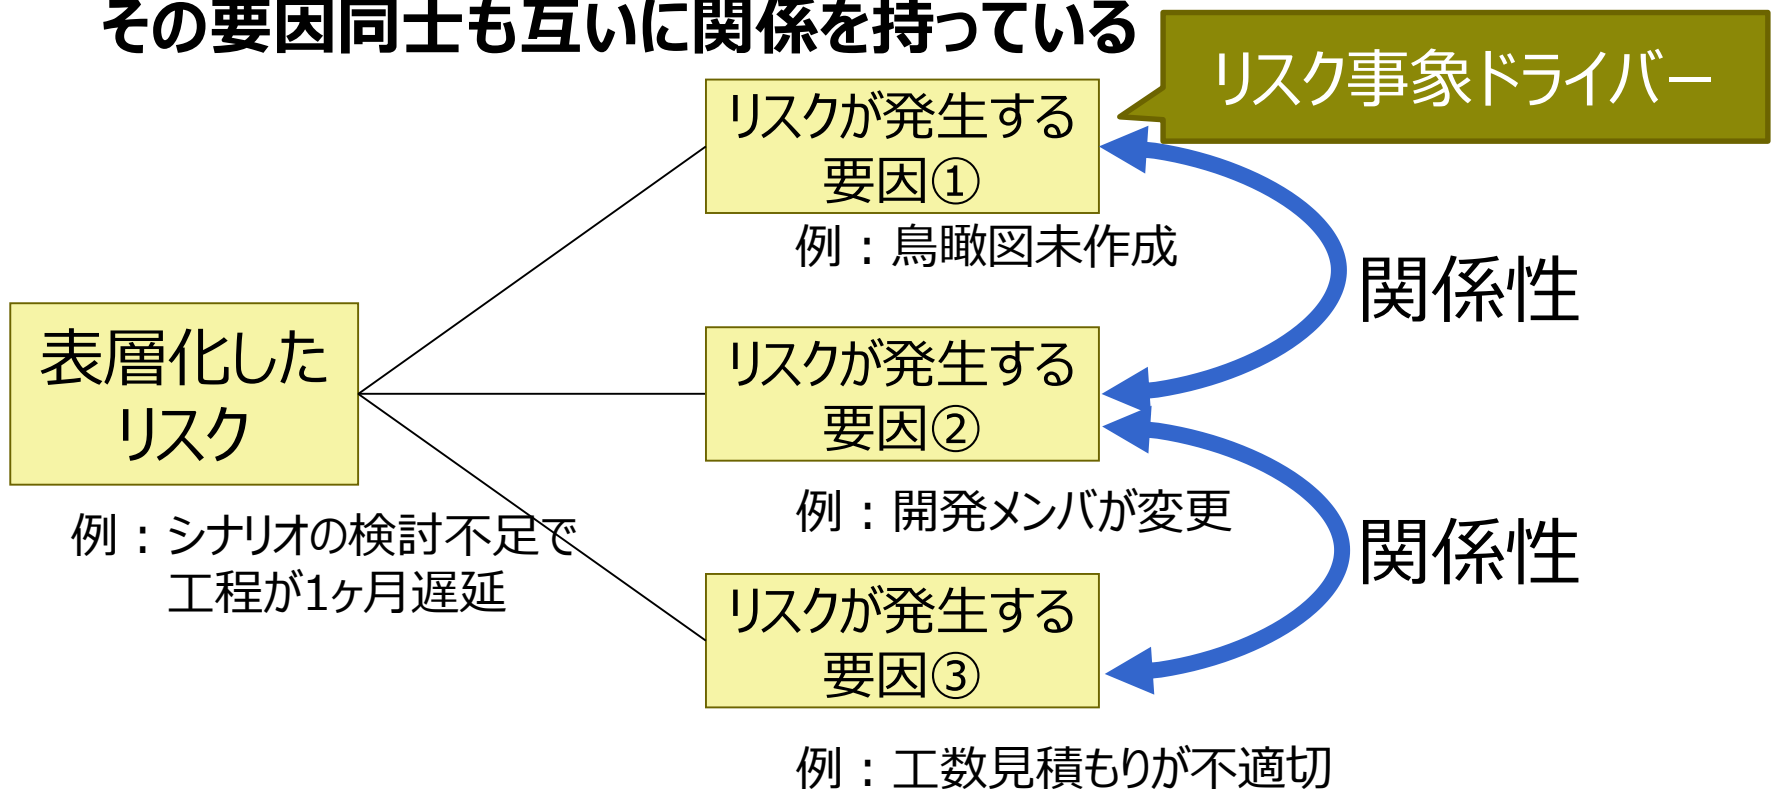 その要因同士も互いに関係を持っている
リスク事象ドライバー
リスクが発生する
要因①
例：鳥瞰図未作成
関係性
表層化した
リスク
例：シナリオの検討不足で
工程が1ヶ月遅延
リスクが発生する
要因②
例：開発メンバが変更
関係性
リスクが発生する
要因③
例：工数見積もりが不適切